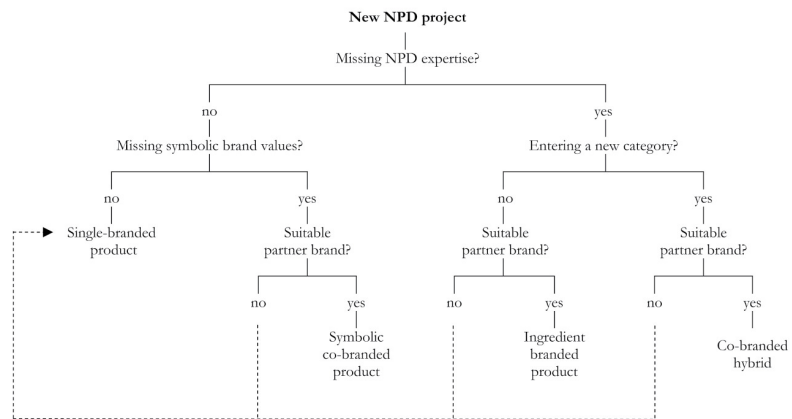 New NPD project
Missing NPD expertise?
no
yes
Missing symbolic brand values?
Entering a new category?
no
yes
no
yes
Single-branded
product
Suitable
partner brand?
Suitable
partner brand?
Suitable
partner brand?
no
yes
no
yes
no
yes
Symbolic
co-branded
product
Ingredient
branded
product
Co-branded
hybrid